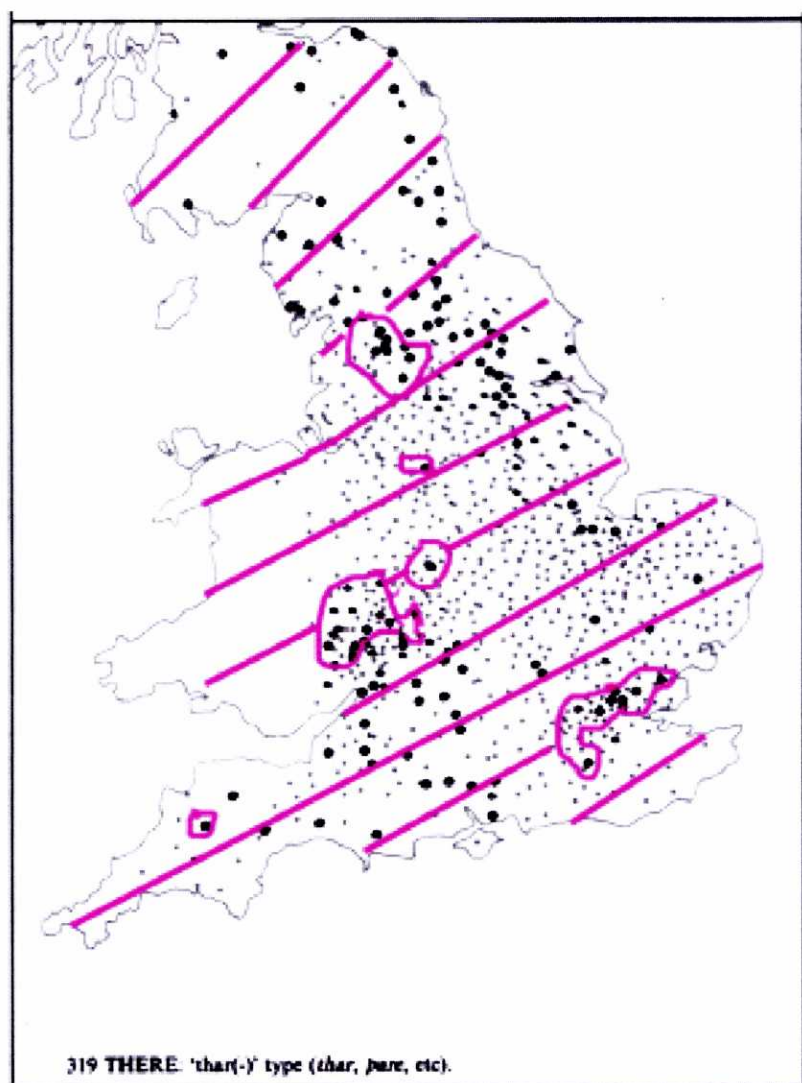 319 THERE. 'thar(-)' type (thar, þare, etc).